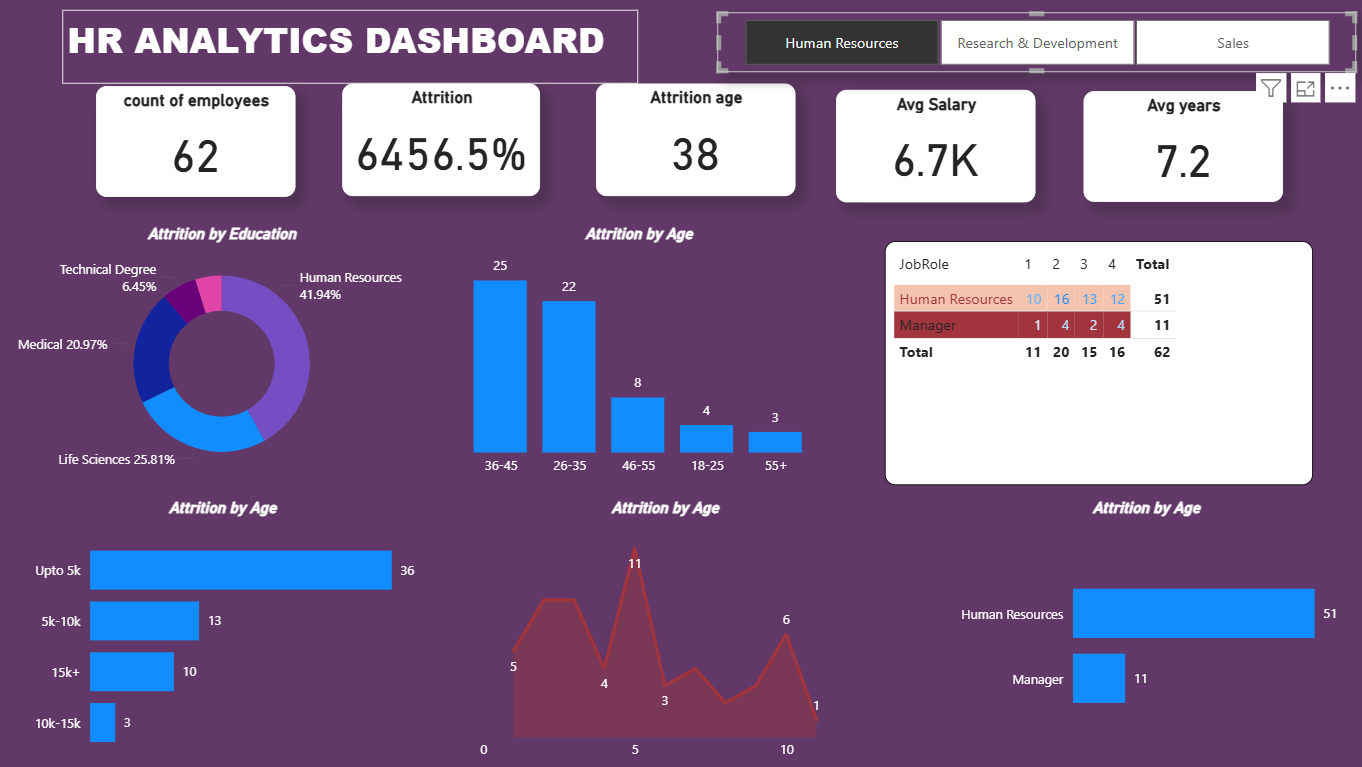 HR ANALYTICS DASHBOARD
Human Resources
Research & Development
Sales
count of employees
62
Attrition
6456.5%
Attrition age
38
Avg Salary
6.7K
Avg years
7.2
Attrition by Education
Technical Degree
6.45%
Human Resources
41.94%
Medical 20.97%
Life Sciences 25.81%
Attrition by Age
25
22
8
4
3
36-45 26-35 46-55 18-25 55+
JobRole 1 2 3 4 Total
Human Resources 10 16 13 12 51
Manager 1 4 2 4 11
Total 11 20 15 16 62
Attrition by Age
Upto 5k 36
5k-10k 13
15k+ 10
10k-15k 3
Attrition by Age
11
6
5
4
3
1
0 5 10
Attrition by Age
Human Resources 51
Manager 11